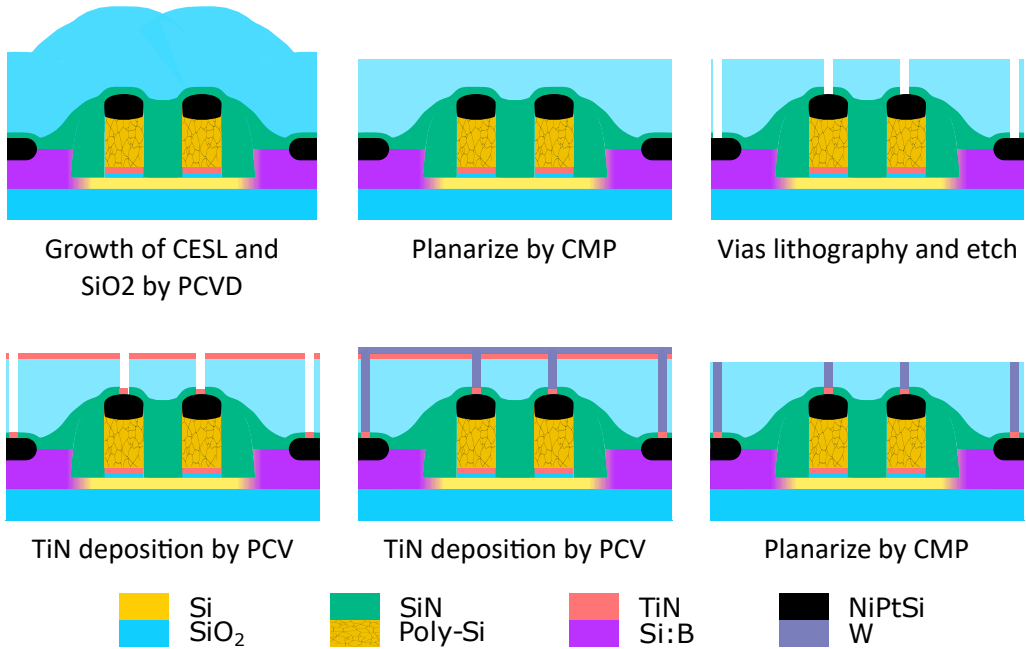 Growth of CESL and
SiO2 by PCVD
Planarize by CMP
Vias lithography and etch
TiN deposition by PCV
TiN deposition by PCV
Planarize by CMP
Si
SiO₂
SiN
Poly-Si
TiN
Si:B
NiPtSi
W